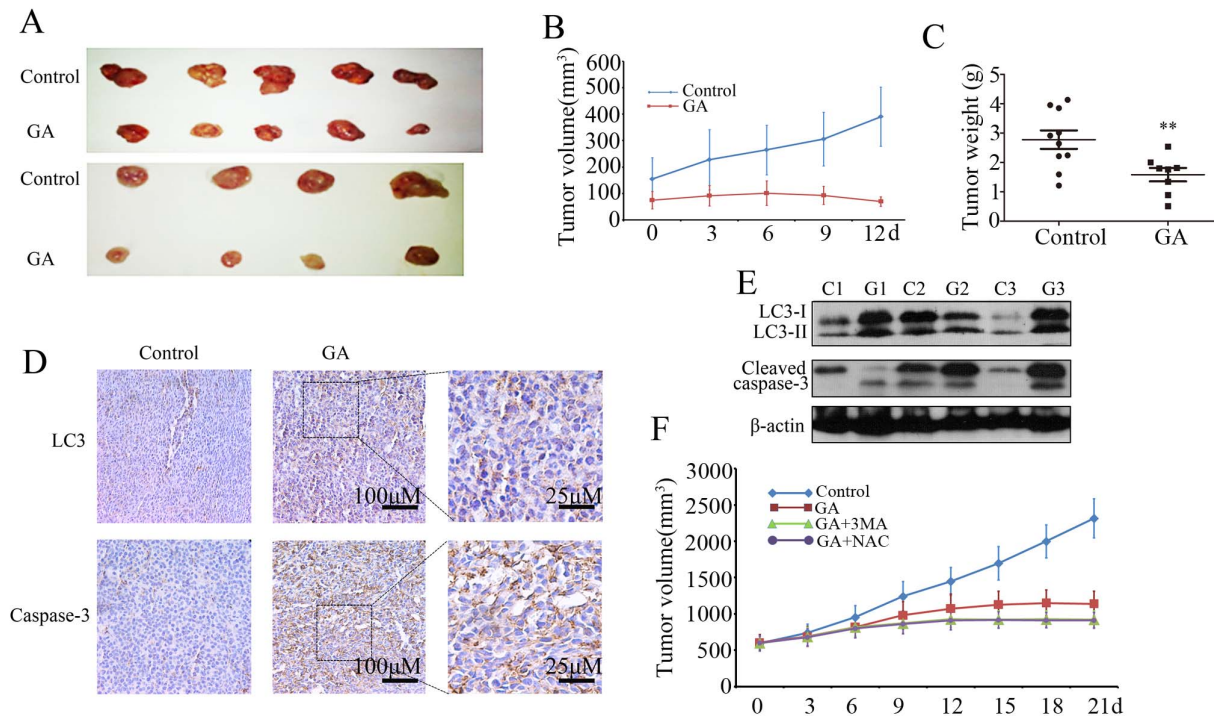 A
Control
GA
Control
GA
B
Tumor volume(mm³)
600
500
400
300
200
100
0
0 3 6 9 12d
Control
GA
C
Tumor weight (g)
5
4
3
2
1
0
**
Control GA
D
Control GA
LC3
100μM 25μM
Caspase-3
100μM 25μM
E
C1 G1 C2 G2 C3 G3
LC3-I
LC3-II
Cleaved
caspase-3
β-actin
F
Tumor volume(mm³)
3000
2500
2000
1500
1000
500
0
0 3 6 9 12 15 18 21d
Control
GA
GA+3MA
GA+NAC